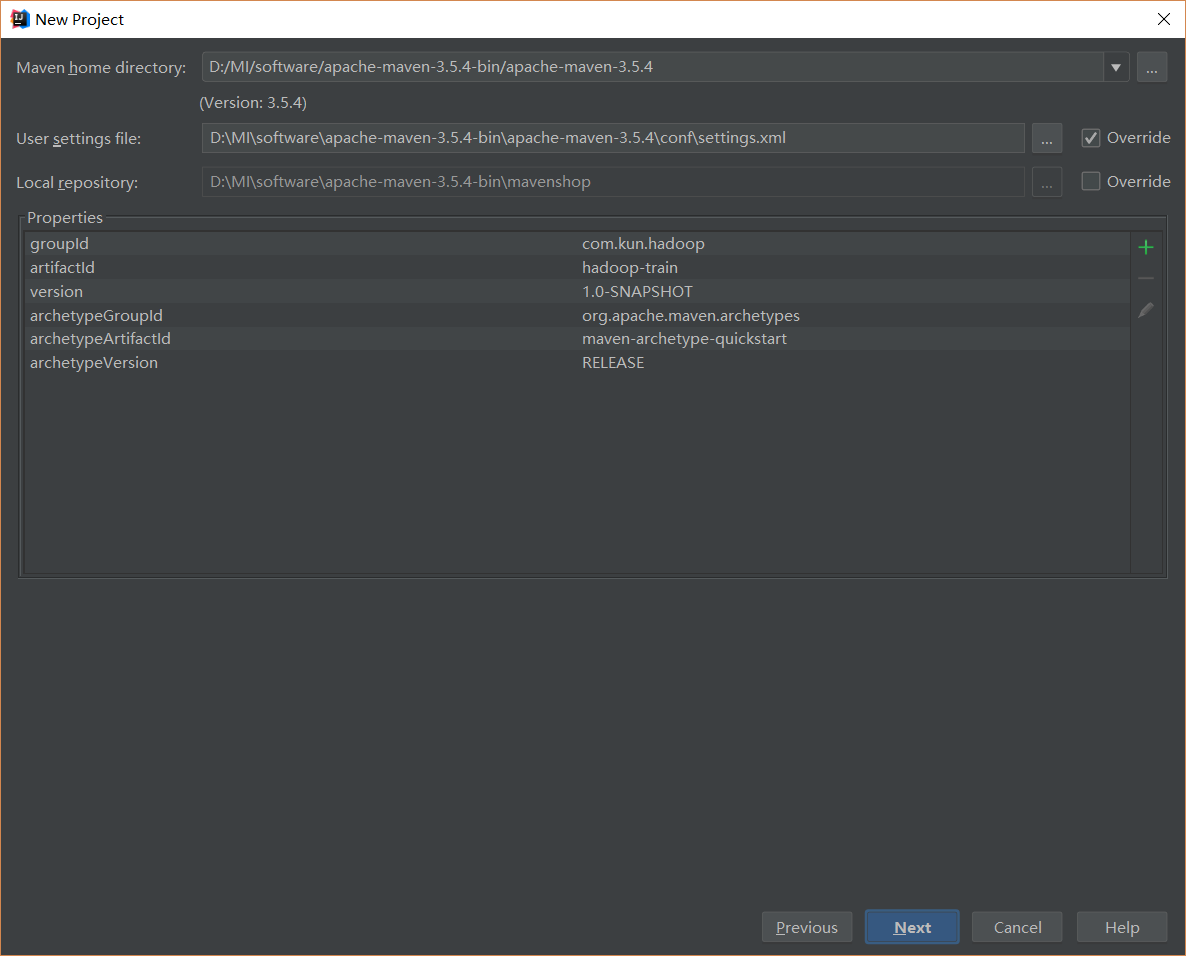 New Project
Maven home directory: D:/MI/software/apache-maven-3.5.4-bin/apache-maven-3.5.4 ...
(Version: 3.5.4)
User settings file: D:\MI\software\apache-maven-3.5.4-bin\apache-maven-3.5.4\conf\settings.xml ... Override
Local repository: D:\MI\software\apache-maven-3.5.4-bin\mavenshop ... Override
Properties
groupId com.kun.hadoop
artifactId hadoop-train
version 1.0-SNAPSHOT
archetypeGroupId org.apache.maven.archetypes
archetypeArtifactId maven-archetype-quickstart
archetypeVersion RELEASE
Previous Next Cancel Help